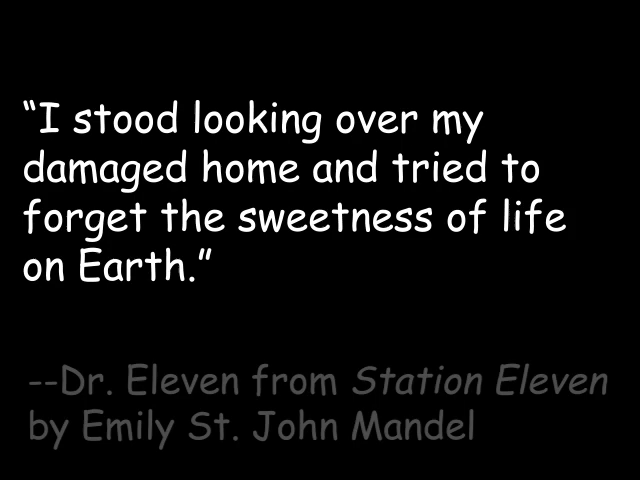 “I stood looking over my
damaged home and tried to
forget the sweetness of life
on Earth.”
--Dr. Eleven from Station Eleven
by Emily St. John Mandel